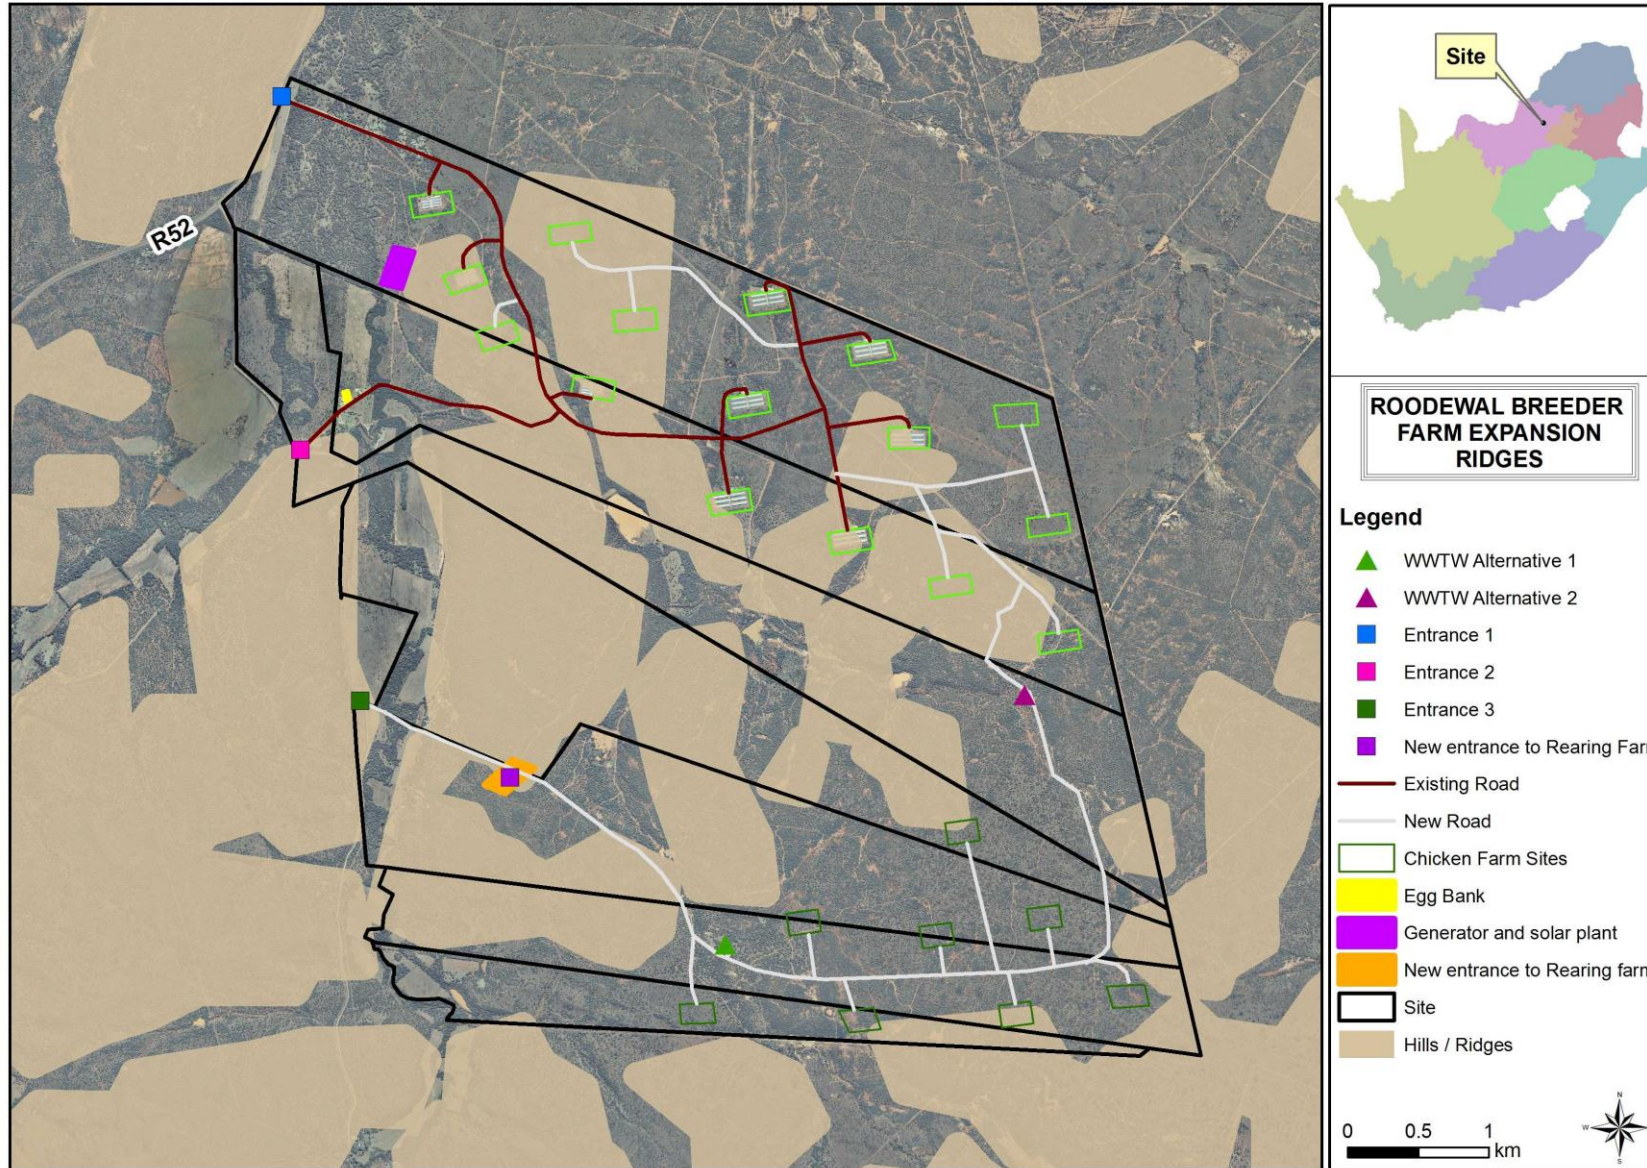 R52
Site
ROODEWAL BREEDER
FARM EXPANSION
RIDGES
Legend
WWTW Alternative 1
WWTW Alternative 2
Entrance 1
Entrance 2
Entrance 3
New entrance to Rearing Far
Existing Road
New Road
Chicken Farm Sites
Egg Bank
Generator and solar plant
New entrance to Rearing farm
Site
Hills / Ridges
0 0.5 1
km
N
W
S